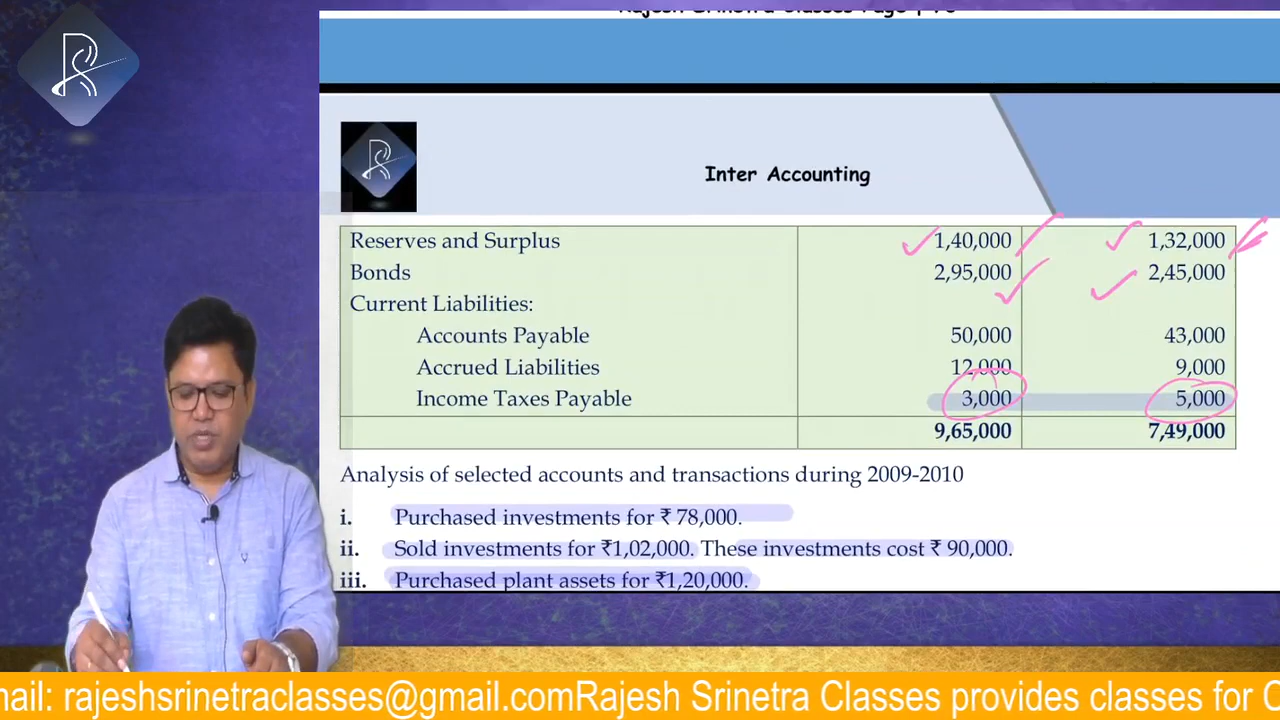 Rajesh Srinetra Classes Page |
Inter Accounting
Reserves and Surplus 1,40,000 1,32,000
Bonds 2,95,000 2,45,000
Current Liabilities:
Accounts Payable 50,000 43,000
Accrued Liabilities 12,000 9,000
Income Taxes Payable 3,000 5,000
9,65,000 7,49,000
Analysis of selected accounts and transactions during 2009-2010
i. Purchased investments for ₹ 78,000.
ii. Sold investments for ₹1,02,000. These investments cost ₹ 90,000.
iii. Purchased plant assets for ₹1,20,000.
nail: rajeshsrinetraclasses@gmail.comRajesh Srinetra Classes provides classes for C